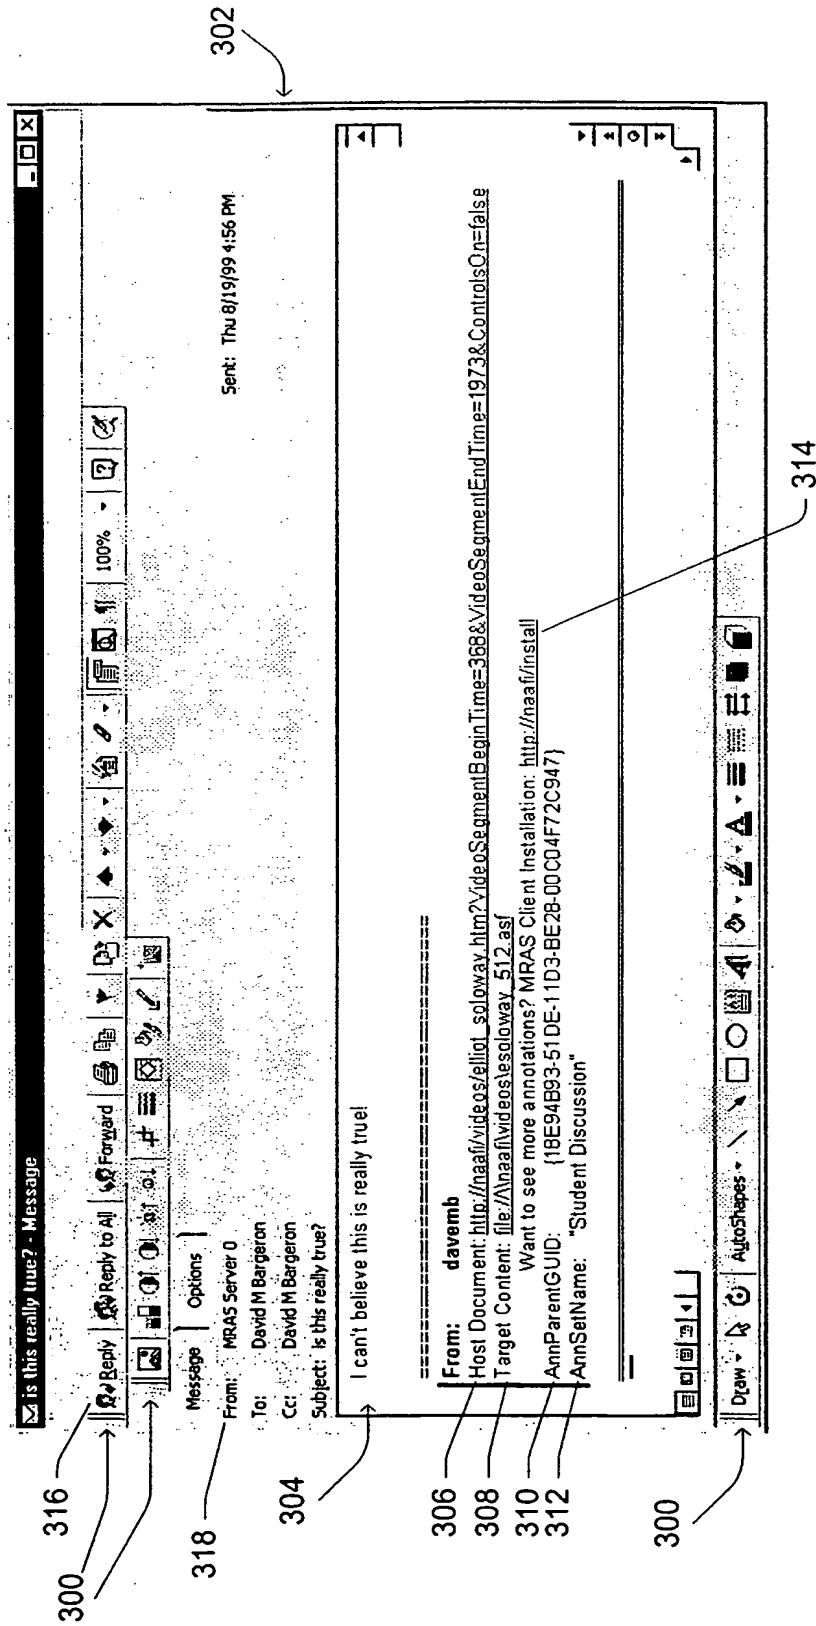 302
is this really true? - Message
316
Reply Reply to All Forward 100%
300
Message Options
318
From: MRAS Server 0
Sent: Thu 8/19/99 4:56 PM
To: David M Bargeron
Cc: David M Bargeron
Subject: Is this really true?
304
I can't believe this is really true!
==================================================
From: davemb
306
Host Document: http://naafi/videos/elliot_soloway.htm?VideoSegmentBeginTime=368&VideoSegmentEndTime=1973&ControlsOn=false
308
Target Content: file://\\naafi\videos\esoloway_512.asf
Want to see more annotations? MRAS Client Installation: http://naafi/install
314
310
AnnParentGUID: {1BE94B93-51DE-11D3-BE28-00C04F72C947}
312
AnnSetName: "Student Discussion"
300
Draw AutoShapes